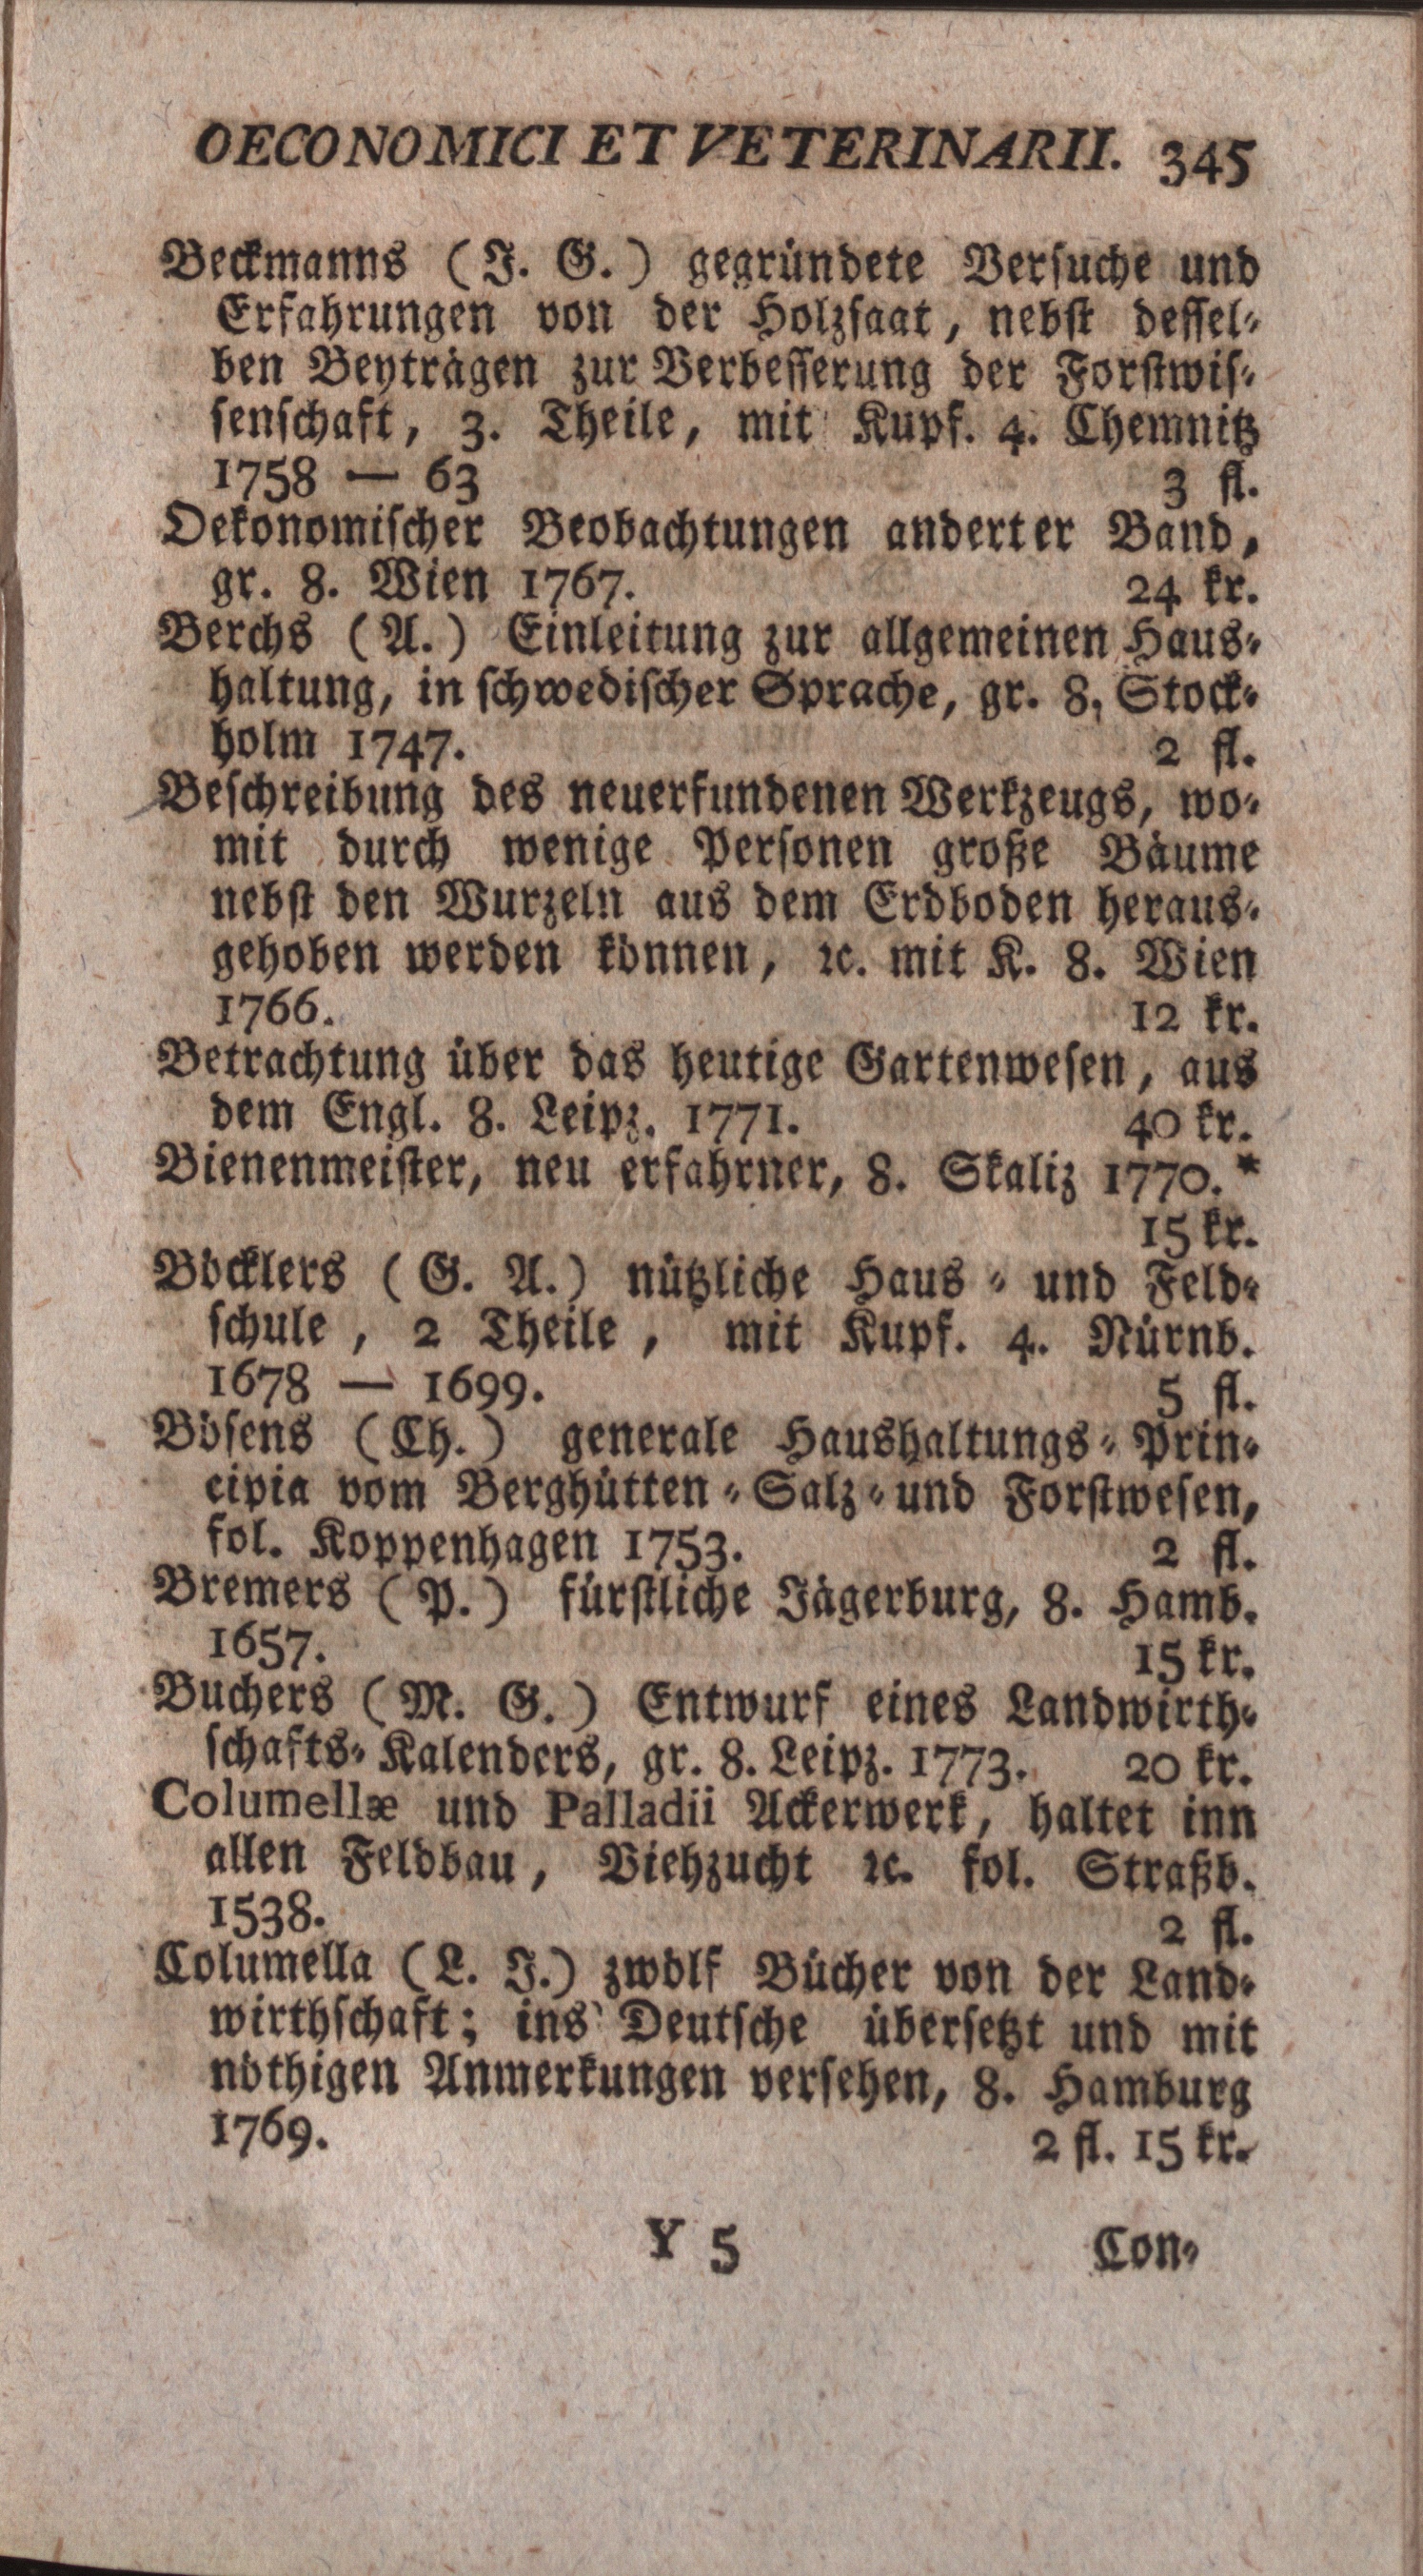 OECONOMICI ET VETERINARII. 345
Beckmanns (J. G.) gegründete Versuche und
Erfahrungen von der Holzsaat, nebst dessel-
ben Beyträgen zur Verbesserung der Forstwis-
senschaft, 3. Theile, mit Kupf. 4. Chemnitz
1758 — 63 3 fl.
Oekonomischer Beobachtungen anderter Band,
gr. 8. Wien 1767. 24 kr.
Berchs (A.) Einleitung zur allgemeinen Haus-
haltung, in schwedischer Sprache, gr. 8, Stock-
holm 1747. 2 fl.
Beschreibung des neuerfundenen Werkzeugs, wo-
mit durch wenige Personen große Bäume
nebst den Wurzeln aus dem Erdboden heraus-
gehoben werden können, ꝛc. mit K. 8. Wien
1766. 12 kr.
Betrachtung über das heutige Gartenwesen, aus
dem Engl. 8. Leipz. 1771. 40 kr.
Bienenmeister, neu erfahrner, 8. Skaliz 1770. *
15 kr.
Böcklers (G. A.) nützliche Haus - und Feld-
schule, 2 Theile, mit Kupf. 4. Nürnb.
1678 — 1699. 5 fl.
Bösens (Ch.) generale Haushaltungs-Prin-
cipia vom Berghütten-Salz-und Forstwesen,
fol. Koppenhagen 1753. 2 fl.
Bremers (P.) fürstliche Jägerburg, 8. Hamb.
1657. 15 kr.
Buchers (M. G.) Entwurf eines Landwirth-
schafts-Kalenders, gr. 8. Leipz. 1773. 20 kr.
Columellæ und Palladii Ackerwerk, haltet inn
allen Feldbau, Viehzucht ꝛc. fol. Straßb.
1538. 2 fl.
Columella (L. J.) zwölf Bücher von der Land-
wirthschaft; ins Deutsche übersetzt und mit
nöthigen Anmerkungen versehen, 8. Hamburg
1769. 2 fl. 15 kr.
Y 5 Con-